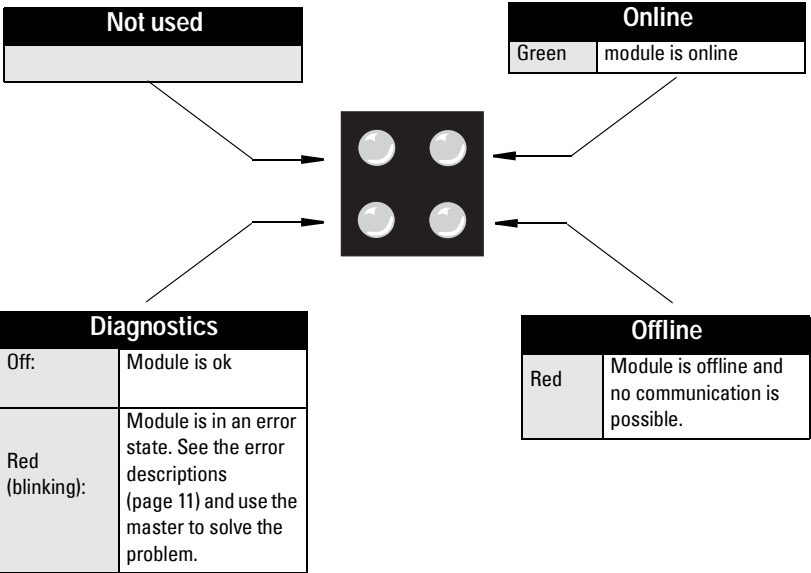 Not used
Online
Green module is online
Diagnostics
Off: Module is ok
Red
(blinking):
Module is in an error
state. See the error
descriptions
(page 11) and use the
master to solve the
problem.
Offline
Red
Module is offline and
no communication is
possible.